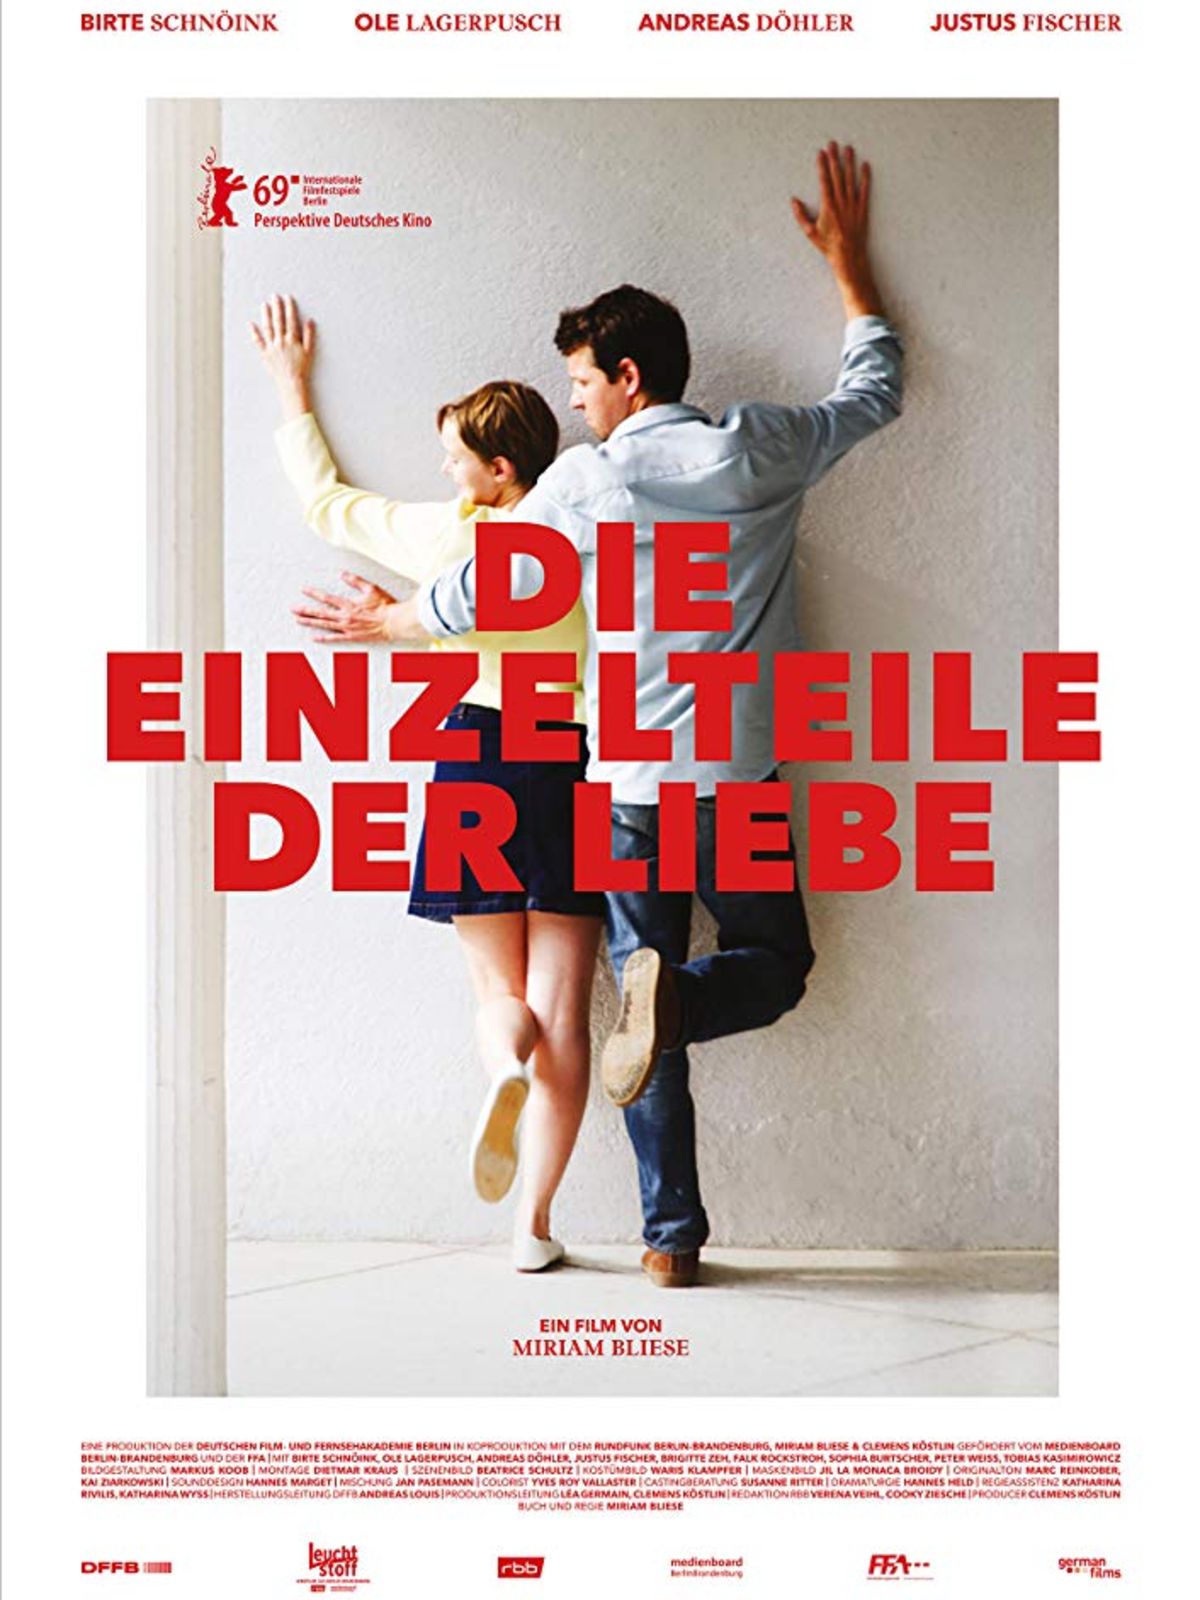 BIRTE SCHNÖINK OLE LAGERPUSCH ANDREAS DÖHLER JUSTUS FISCHER
Berlinale
69 Internationale
Filmfestspiele
Berlin
Perspektive Deutsches Kino
DIE
EINZELTEILE
DER LIEBE
EIN FILM VON
MIRIAM BLIESE
EINE PRODUKTION DER DEUTSCHEN FILM- UND FERNSEHAKADEMIE BERLIN IN KOPRODUKTION MIT DEM RUNDFUNK BERLIN-BRANDENBURG, MIRIAM BLIESE & CLEMENS KÖSTLIN GEFÖRDERT VOM MEDIENBOARD
BERLIN-BRANDENBURG UND DER FFA | MIT BIRTE SCHNÖINK, OLE LAGERPUSCH, ANDREAS DÖHLER, JUSTUS FISCHER, BRIGITTE ZEH, FALK ROCKSTROH, SOPHIA BURTSCHER, PETER WEISS, TOBIAS KASIMIROWICZ
BILDGESTALTUNG MARKUS KOOB | MONTAGE DIETMAR KRAUS | SZENENBILD BEATRICE SCHULTZ | KOSTÜMBILD WARIS KLAMPFER | MASKENBILD JIL LA MONACA BROIDY | ORIGINALTON MARC REINKOBER,
KAI ZIARKOWSKI | SOUNDDESIGN HANNES MARGET | MISCHUNG JAN PASEMANN | COLORIST YVES ROY VALLASTER | CASTINGBERATUNG SUSANNE RITTER | DRAMATURGIE HANNES HELD | REGIEASSISTENZ KATHARINA
RIVILIS, KATHARINA WYSS | HERSTELLUNGSLEITUNG DFFB ANDREAS LOUIS | PRODUKTIONSLEITUNG LÉA GERMAIN, CLEMENS KÖSTLIN | REDAKTION RBB VERENA VEIHL, COOKY ZIESCHE | PRODUCER CLEMENS KÖSTLIN
BUCH UND REGIE MIRIAM BLIESE
DFFB leucht stoff rbb medienboard BerlinBrandenburg FFA german films